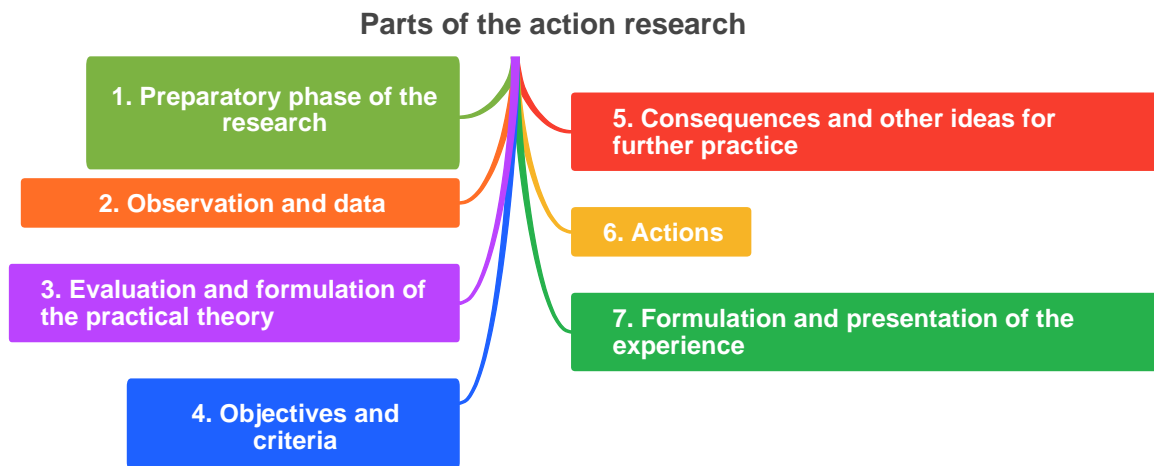 Parts of the action research
1. Preparatory phase of the
research
2. Observation and data
3. Evaluation and formulation of
the practical theory
4. Objectives and
criteria
5. Consequences and other ideas for
further practice
6. Actions
7. Formulation and presentation of the
experience